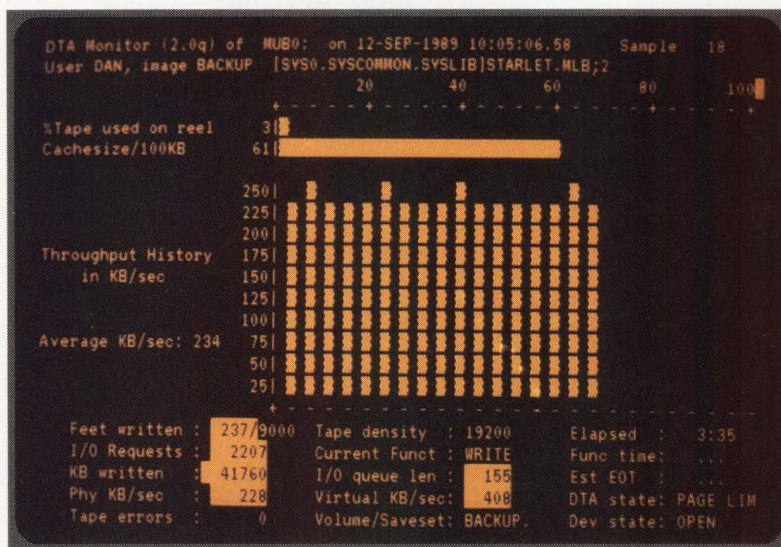 DTA Monitor (2.0q) of MUB0: on 12-SEP-1989 10:05:06.58 Sample 18
User DAN, image BACKUP [SYS0.SYSCOMMON.SYSLIB]STARLET.MLB;2
20 40 60 80 100
%Tape used on reel 3
Cachesize/100KB 61
250
225
200
Throughput History 175
in KB/sec 150
125
100
Average KB/sec: 234 75
50
25
Feet written : 237/9000 Tape density : 19200 Elapsed : 3:35
I/O Requests : 2207 Current Funct : WRITE Func time: ...
KB written : 41760 I/O queue len : 155 Est EOT : ...
Phy KB/sec : 228 Virtual KB/sec: 408 DTA state: PAGE LIM
Tape errors : 0 Volume/Saveset: BACKUP. Dev state: OPEN